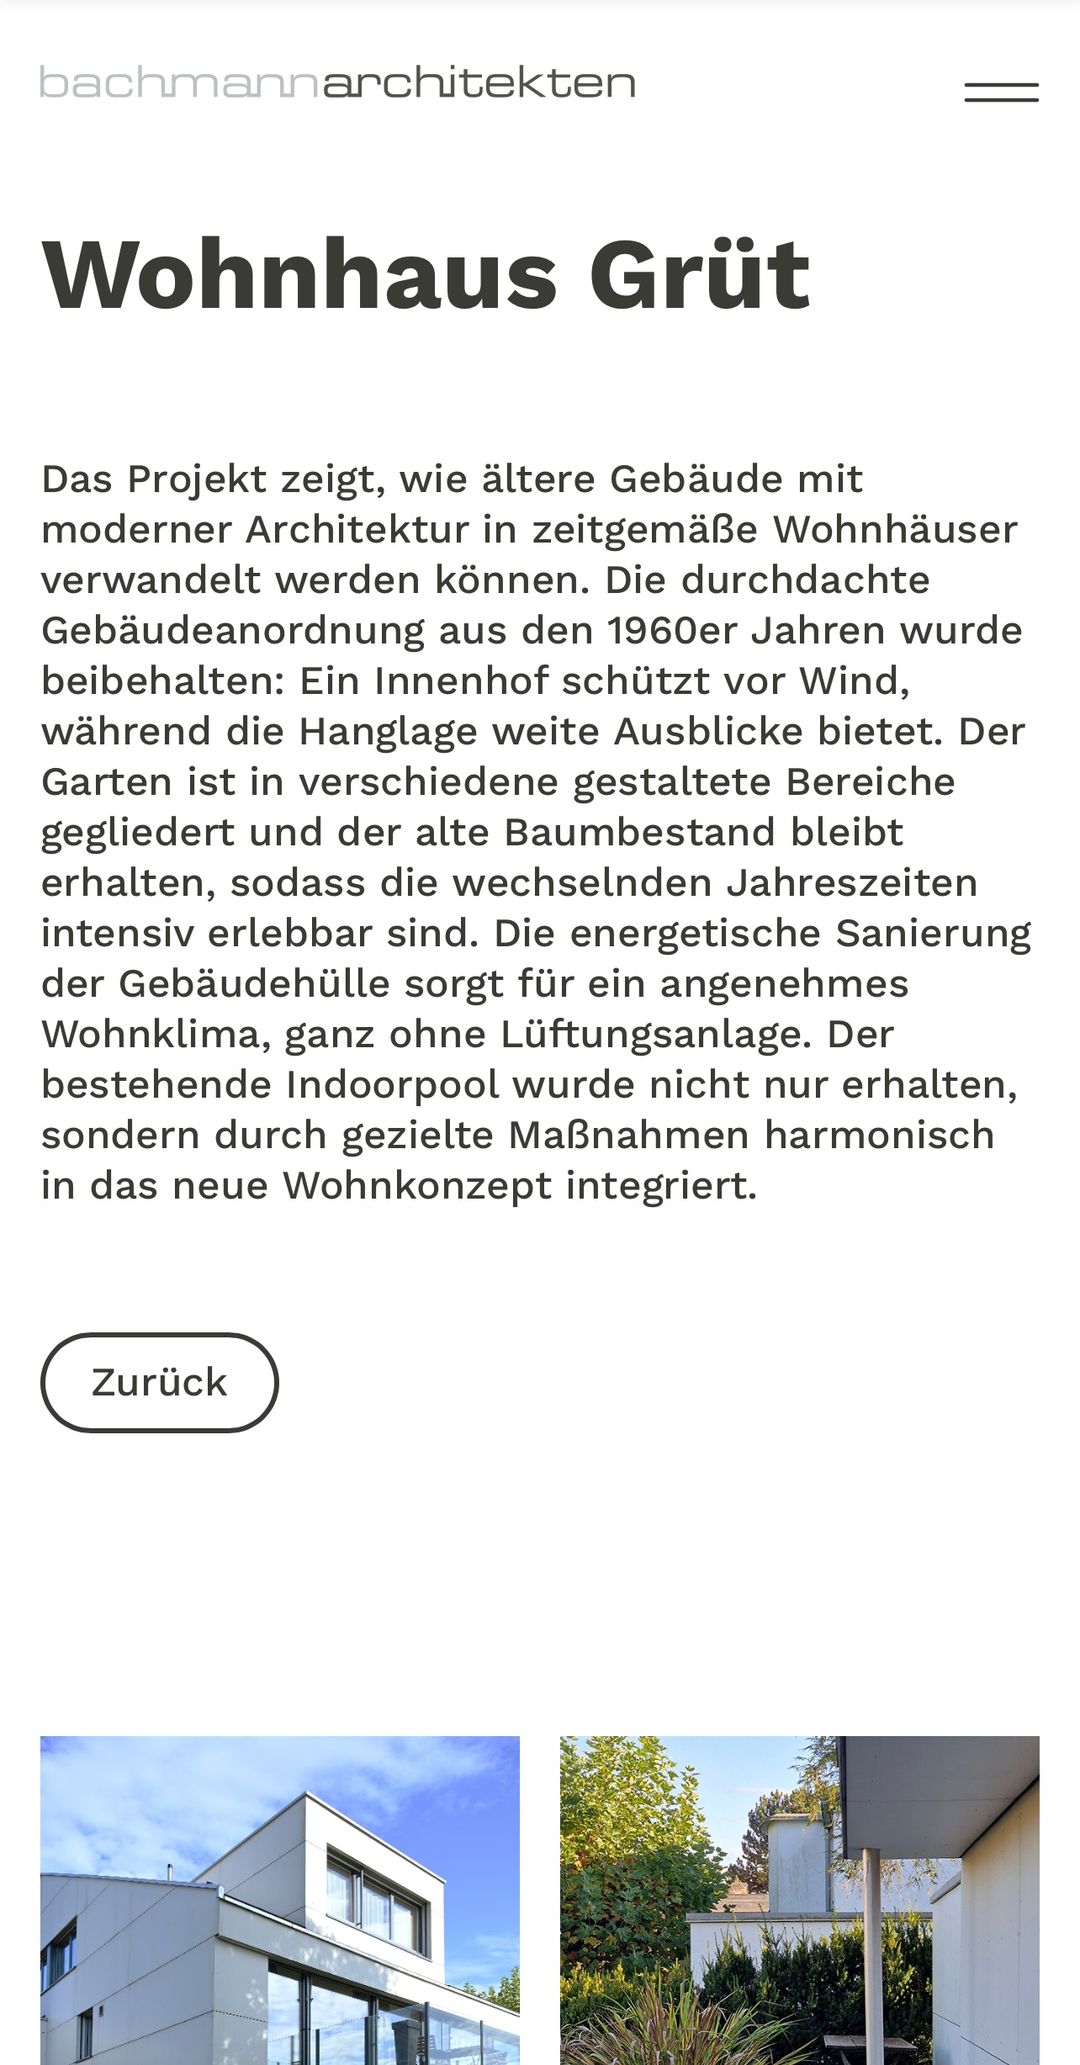 bachmannarchitekten
Wohnhaus Grüt
Das Projekt zeigt, wie ältere Gebäude mit
moderner Architektur in zeitgemäße Wohnhäuser
verwandelt werden können. Die durchdachte
Gebäudeanordnung aus den 1960er Jahren wurde
beibehalten: Ein Innenhof schützt vor Wind,
während die Hanglage weite Ausblicke bietet. Der
Garten ist in verschiedene gestaltete Bereiche
gegliedert und der alte Baumbestand bleibt
erhalten, sodass die wechselnden Jahreszeiten
intensiv erlebbar sind. Die energetische Sanierung
der Gebäudehülle sorgt für ein angenehmes
Wohnklima, ganz ohne Lüftungsanlage. Der
bestehende Indoorpool wurde nicht nur erhalten,
sondern durch gezielte Maßnahmen harmonisch
in das neue Wohnkonzept integriert.
Zurück